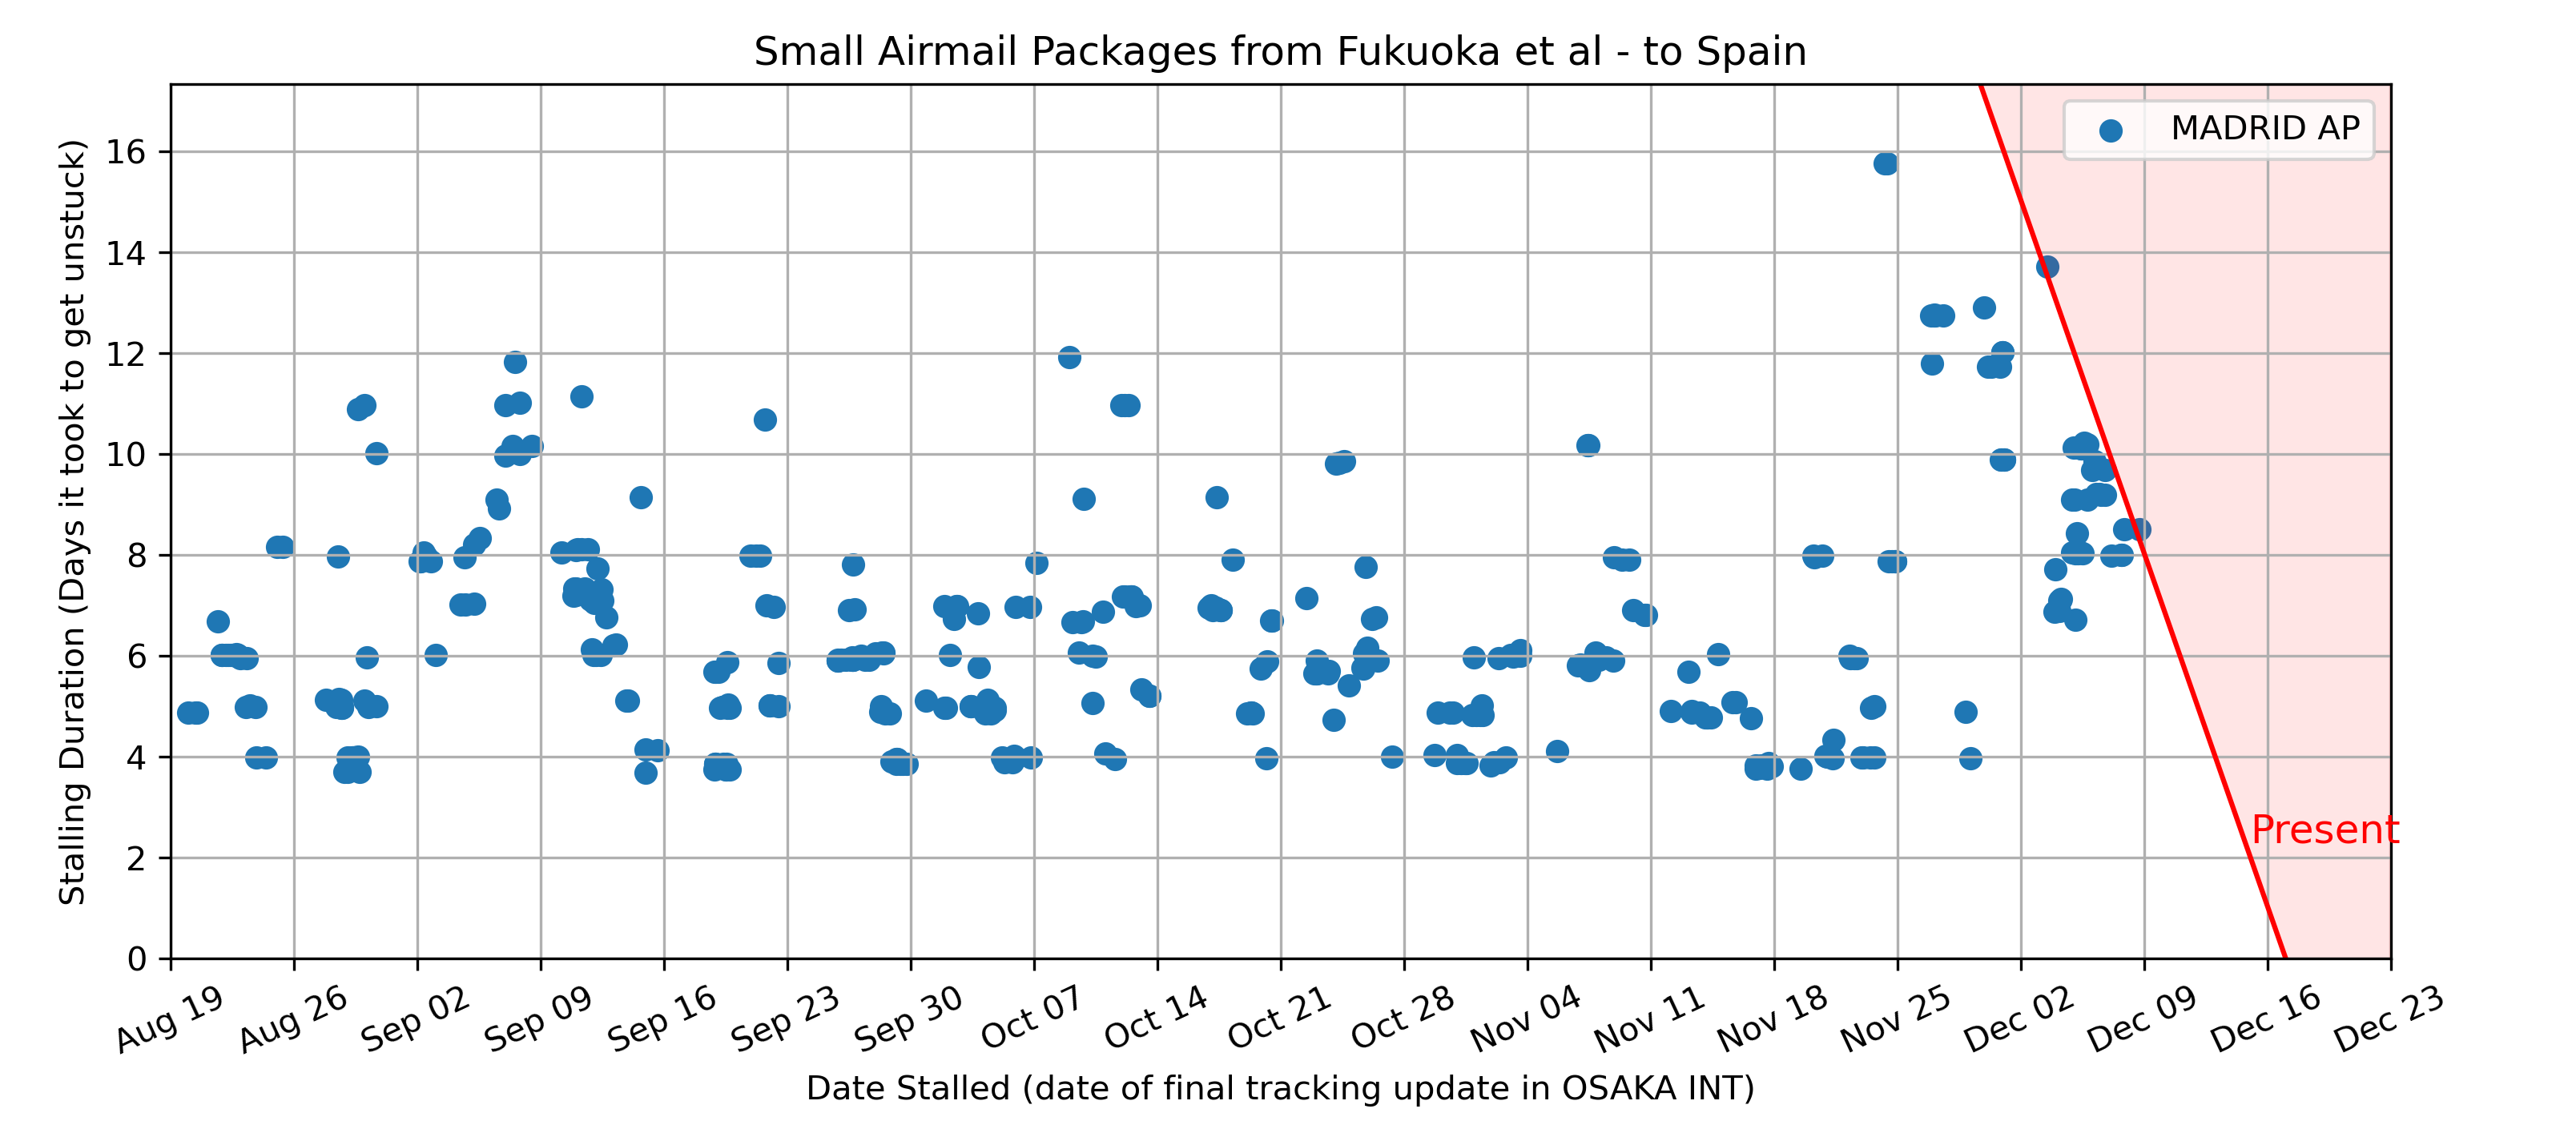 Small Airmail Packages from Fukuoka et al - to Spain
MADRID AP
Stalling Duration (Days it took to get unstuck)
16
14
12
10
8
6
4
2
0
Present
Aug 19
Aug 26
Sep 02
Sep 09
Sep 16
Sep 23
Sep 30
Oct 07
Oct 14
Oct 21
Oct 28
Nov 04
Nov 11
Nov 18
Nov 25
Dec 02
Dec 09
Dec 16
Dec 23
Date Stalled (date of final tracking update in OSAKA INT)